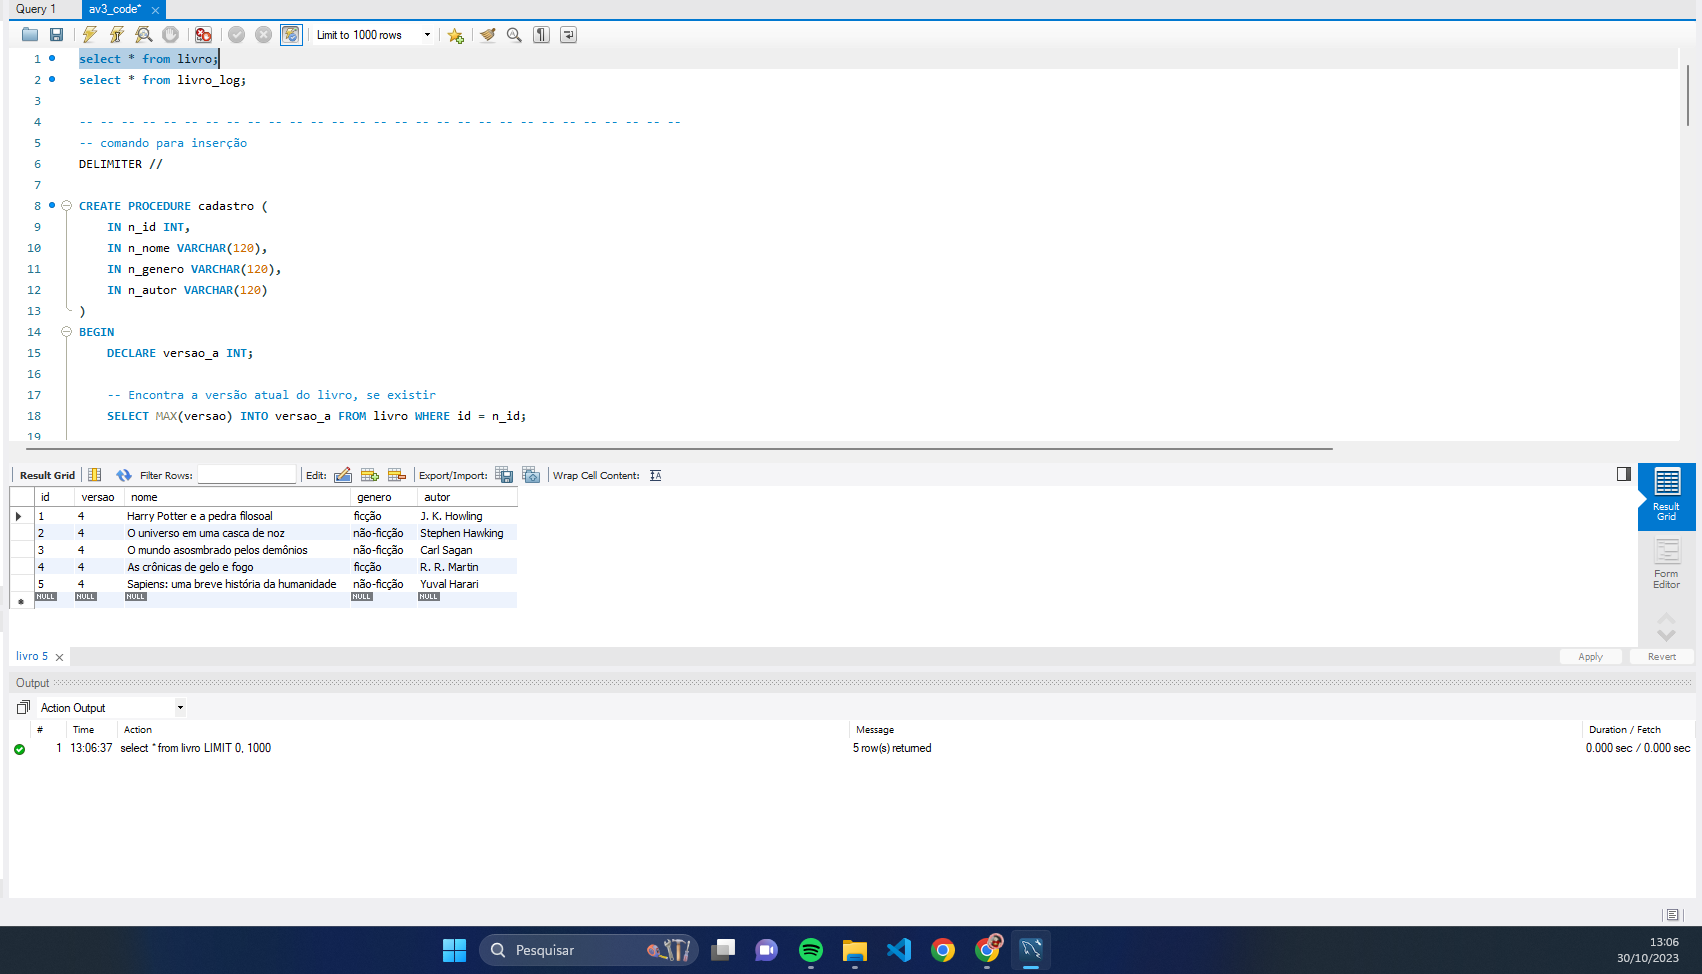 Query 1
av3_code*
Limit to 1000 rows
1 select * from livro;
2 select * from livro_log;
3
4 -- -- -- -- -- -- -- -- -- -- -- -- -- -- -- -- -- -- -- -- -- -- -- -- -- -- -- -- --
5 -- comando para inserção
6 DELIMITER //
7
8 CREATE PROCEDURE cadastro (
9 IN n_id INT,
10 IN n_nome VARCHAR(120),
11 IN n_genero VARCHAR(120),
12 IN n_autor VARCHAR(120)
13 )
14 BEGIN
15 DECLARE versao_a INT;
16
17 -- Encontra a versão atual do livro, se existir
18 SELECT MAX(versao) INTO versao_a FROM livro WHERE id = n_id;
19
Result Grid Filter Rows: Edit: Export/Import: Wrap Cell Content:
id versao nome genero autor
1 4 Harry Potter e a pedra filosoal ficção J. K. Howling
2 4 O universo em uma casca de noz não-ficção Stephen Hawking
3 4 O mundo asosmbrado pelos demônios não-ficção Carl Sagan
4 4 As crônicas de gelo e fogo ficção R. R. Martin
5 4 Sapiens: uma breve história da humanidade não-ficção Yuval Harari
NULL NULL NULL NULL NULL
Result
Grid
Form
Editor
livro 5
Apply Revert
Output
Action Output
# Time Action Message Duration / Fetch
1 13:06:37 select * from livro LIMIT 0, 1000 5 row(s) returned 0.000 sec / 0.000 sec
Pesquisar
13:06
30/10/2023